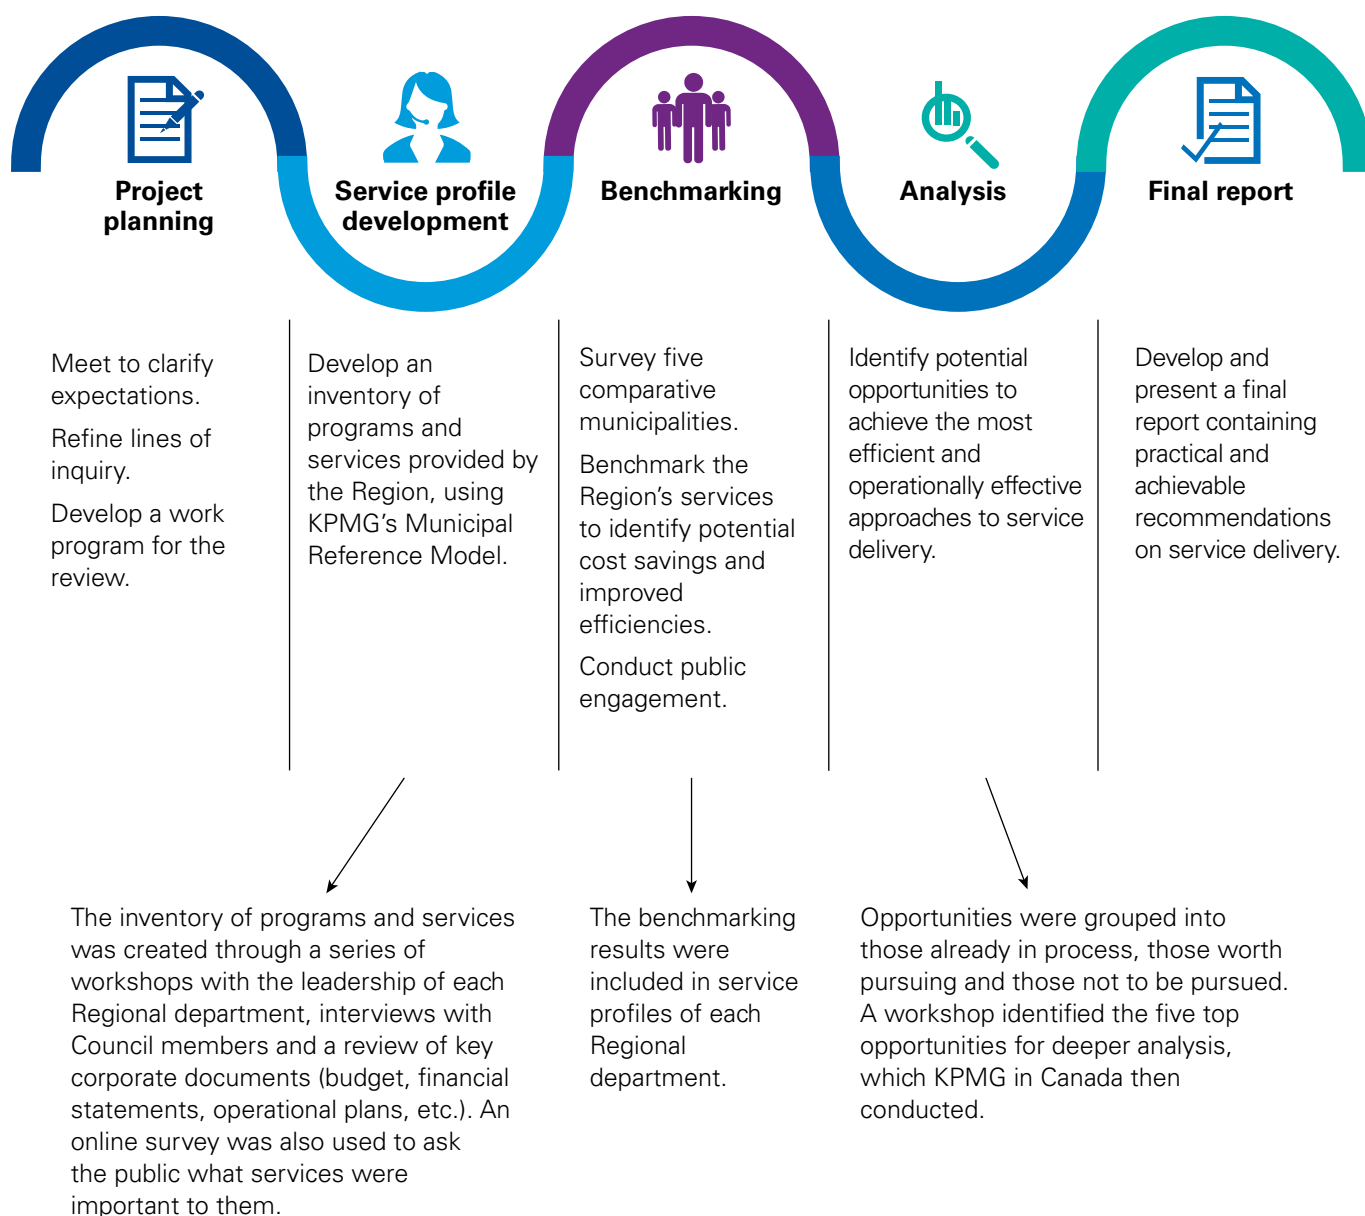 Project
planning
Service profile
development
Benchmarking
Analysis
Final report
Meet to clarify
expectations.
Refine lines of
inquiry.
Develop a work
program for the
review.
Develop an
inventory of
programs and
services provided by
the Region, using
KPMG’s Municipal
Reference Model.
Survey five
comparative
municipalities.
Benchmark the
Region’s services
to identify potential
cost savings and
improved
efficiencies.
Conduct public
engagement.
Identify potential
opportunities to
achieve the most
efficient and
operationally effective
approaches to service
delivery.
Develop and
present a final
report containing
practical and
achievable
recommendations
on service delivery.
The inventory of programs and services
was created through a series of
workshops with the leadership of each
Regional department, interviews with
Council members and a review of key
corporate documents (budget, financial
statements, operational plans, etc.). An
online survey was also used to ask
the public what services were
important to them.
The benchmarking
results were
included in service
profiles of each
Regional
department.
Opportunities were grouped into
those already in process, those worth
pursuing and those not to be pursued.
A workshop identified the five top
opportunities for deeper analysis,
which KPMG in Canada then
conducted.